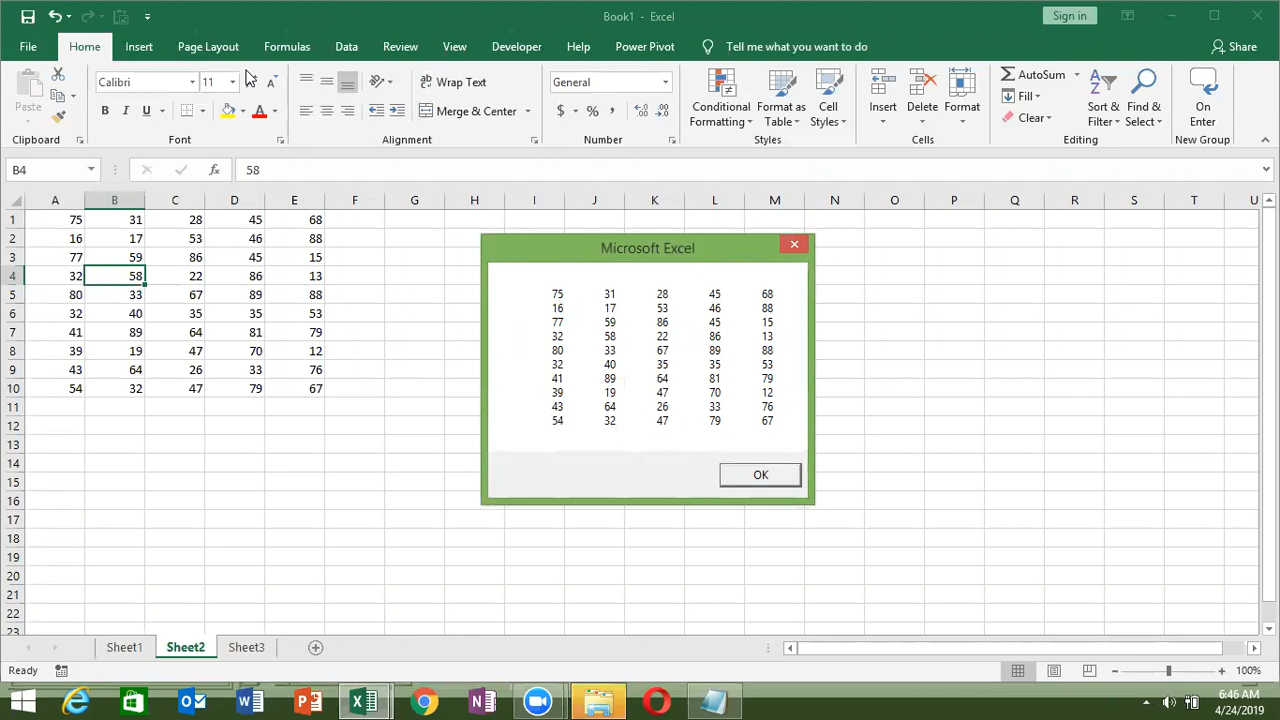 Book1 - Excel
Sign in
File Home Insert Page Layout Formulas Data Review View Developer Help Power Pivot Tell me what you want to do Share
Paste
Calibri 11
B I U A
Wrap Text
Merge & Center
General
$ % ,
Conditional Formatting
Format as Table
Cell Styles
Insert
Delete
Format
AutoSum
Fill
Clear
Sort & Filter
Find & Select
On Enter
Clipboard Font Alignment Number Styles Cells Editing New Group
B4 fx 58
A B C D E F G H I J K L M N O P Q R S T U
1 75 31 28 45 68
2 16 17 53 46 88
3 77 59 86 45 15
4 32 58 22 86 13
5 80 33 67 89 88
6 32 40 35 35 53
7 41 89 64 81 79
8 39 19 47 70 12
9 43 64 26 33 76
10 54 32 47 79 67
11
12
13
14
15
16
17
18
19
20
21
22
23
Microsoft Excel
75 31 28 45 68
16 17 53 46 88
77 59 86 45 15
32 58 22 86 13
80 33 67 89 88
32 40 35 35 53
41 89 64 81 79
39 19 47 70 12
43 64 26 33 76
54 32 47 79 67
OK
Sheet1 Sheet2 Sheet3
Ready
100%
6:46 AM
4/24/2019